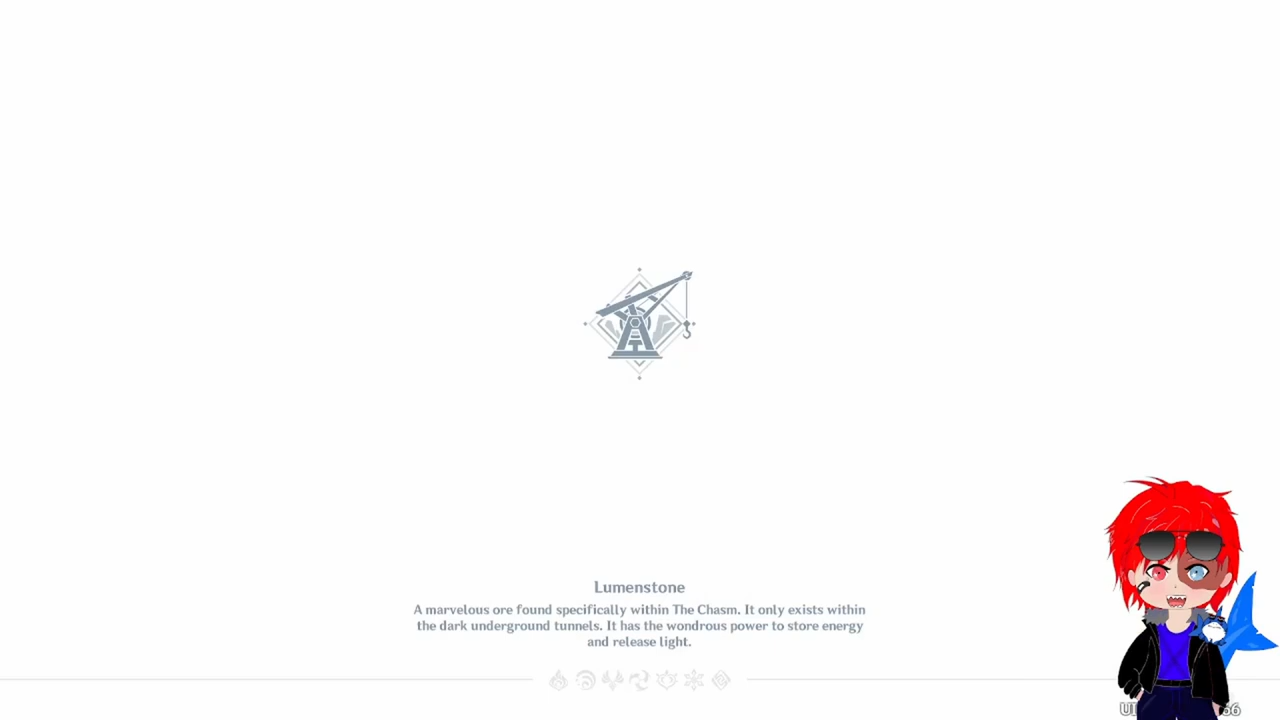 Lumenstone
A marvelous ore found specifically within The Chasm. It only exists within
the dark underground tunnels. It has the wondrous power to store energy
and release light.